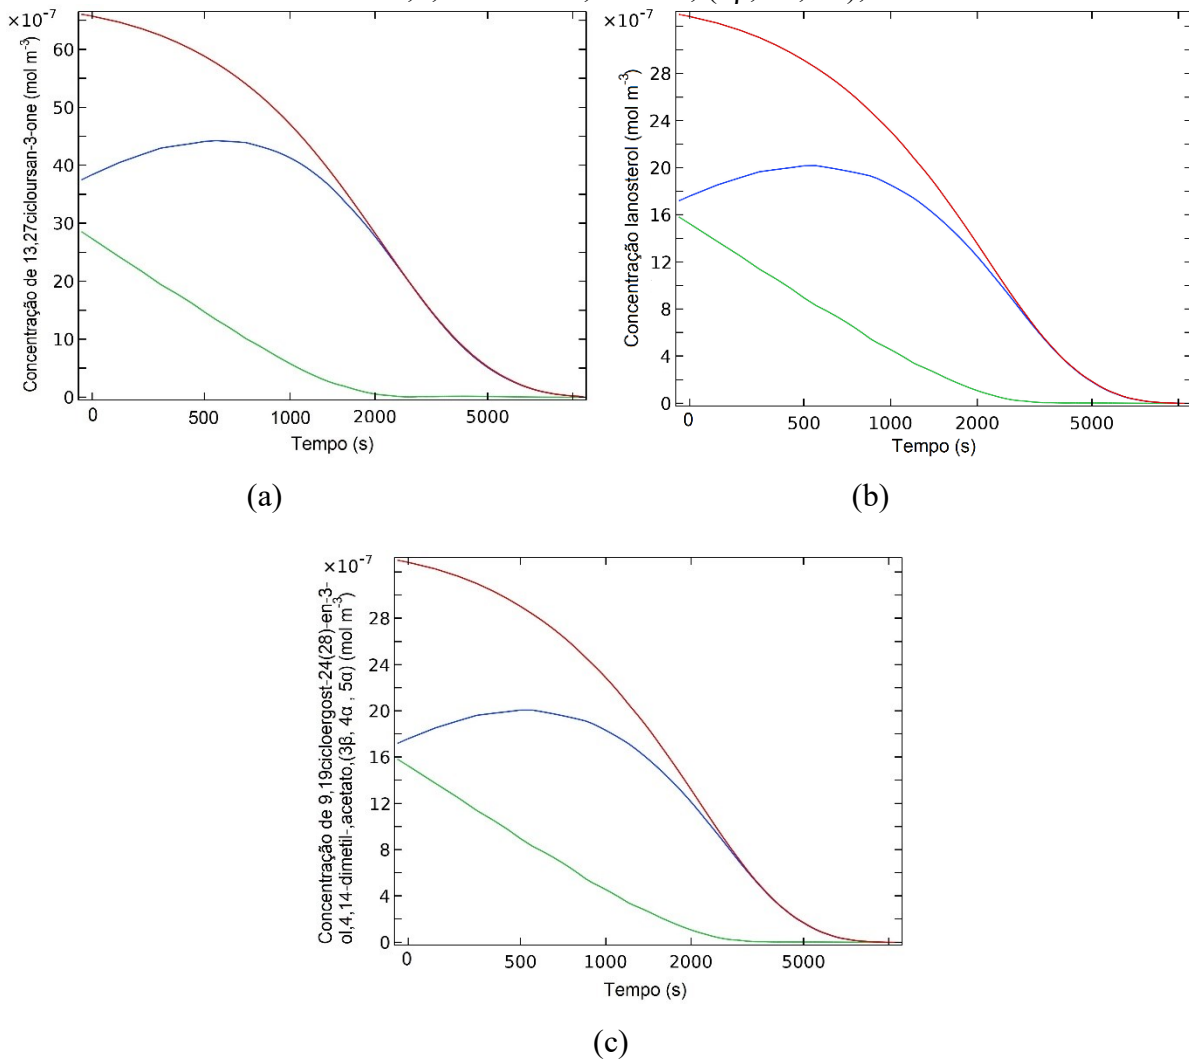 ×10⁻⁷
60
50
40
30
20
10
0
Concentração de 13,27cicloursan-3-one (mol m⁻³)
0 500 1000 2000 5000
Tempo (s)
(a)
×10⁻⁷
28
24
20
16
12
8
4
0
Concentração lanosterol (mol m⁻³)
0 500 1000 2000 5000
Tempo (s)
(b)
×10⁻⁷
28
24
20
16
12
8
4
0
Concentração de 9,19cicloergost-24(28)-en-3-
ol,4,14-dimetil-,acetato,(3β, 4α , 5α) (mol m⁻³)
0 500 1000 2000 5000
Tempo (s)
(c)